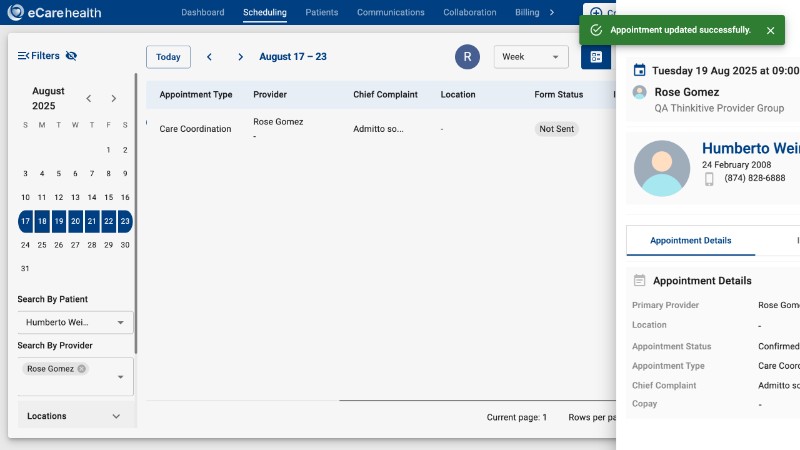 eCarehealth
Dashboard
Scheduling
Patients
Communications
Collaboration
Billing
Appointment updated successfully.
Filters
Today
August 17 – 23
R
Week
August
2025
S M T W T F S
1 2
3 4 5 6 7 8 9
10 11 12 13 14 15 16
17 18 19 20 21 22 23
24 25 26 27 28 29 30
31
Search By Patient
Humberto Wei...
Search By Provider
Rose Gomez
Locations
Appointment Type Provider Chief Complaint Location Form Status
Care Coordination Rose Gomez Admitto so... - Not Sent
-
Current page: 1 Rows per pa
Tuesday 19 Aug 2025 at 09:00
Rose Gomez
QA Thinkitive Provider Group
Humberto Wei
24 February 2008
(874) 828-6888
Appointment Details
Appointment Details
Primary Provider Rose Gom
Location -
Appointment Status Confirmed
Appointment Type Care Coor
Chief Complaint Admitto so
Copay -